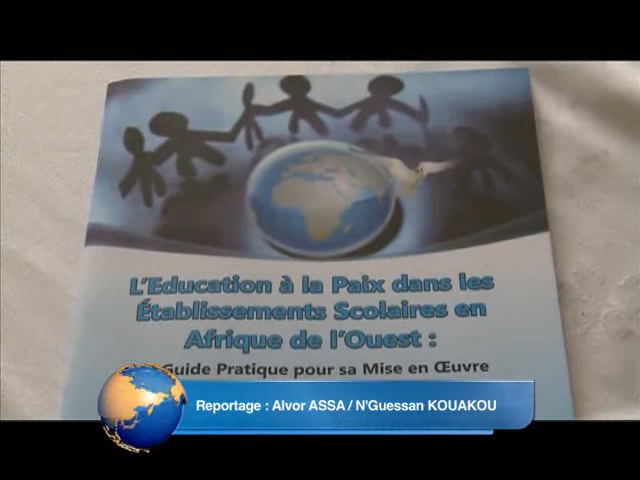 L'Education à la Paix dans les
Établissements Scolaires en
Afrique de l'Ouest :
Guide Pratique pour sa Mise en Œuvre
Reportage : Alvor ASSA / N'Guessan KOUAKOU